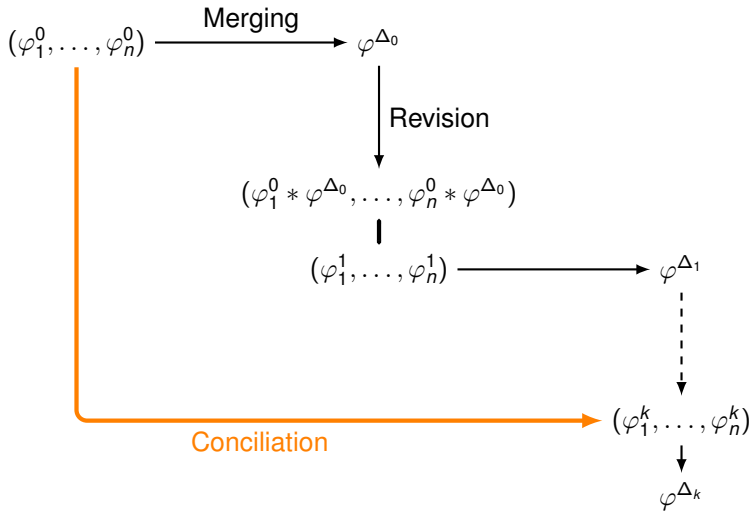 Merging
(φ₁⁰, . . . , φₙ⁰) φ^Δ₀
Revision
(φ₁⁰ ∗ φ^Δ₀, . . . , φₙ⁰ ∗ φ^Δ₀)
(φ₁¹, . . . , φₙ¹) φ^Δ₁
(φ₁ᵏ, . . . , φₙᵏ)
Conciliation
φ^Δₖ